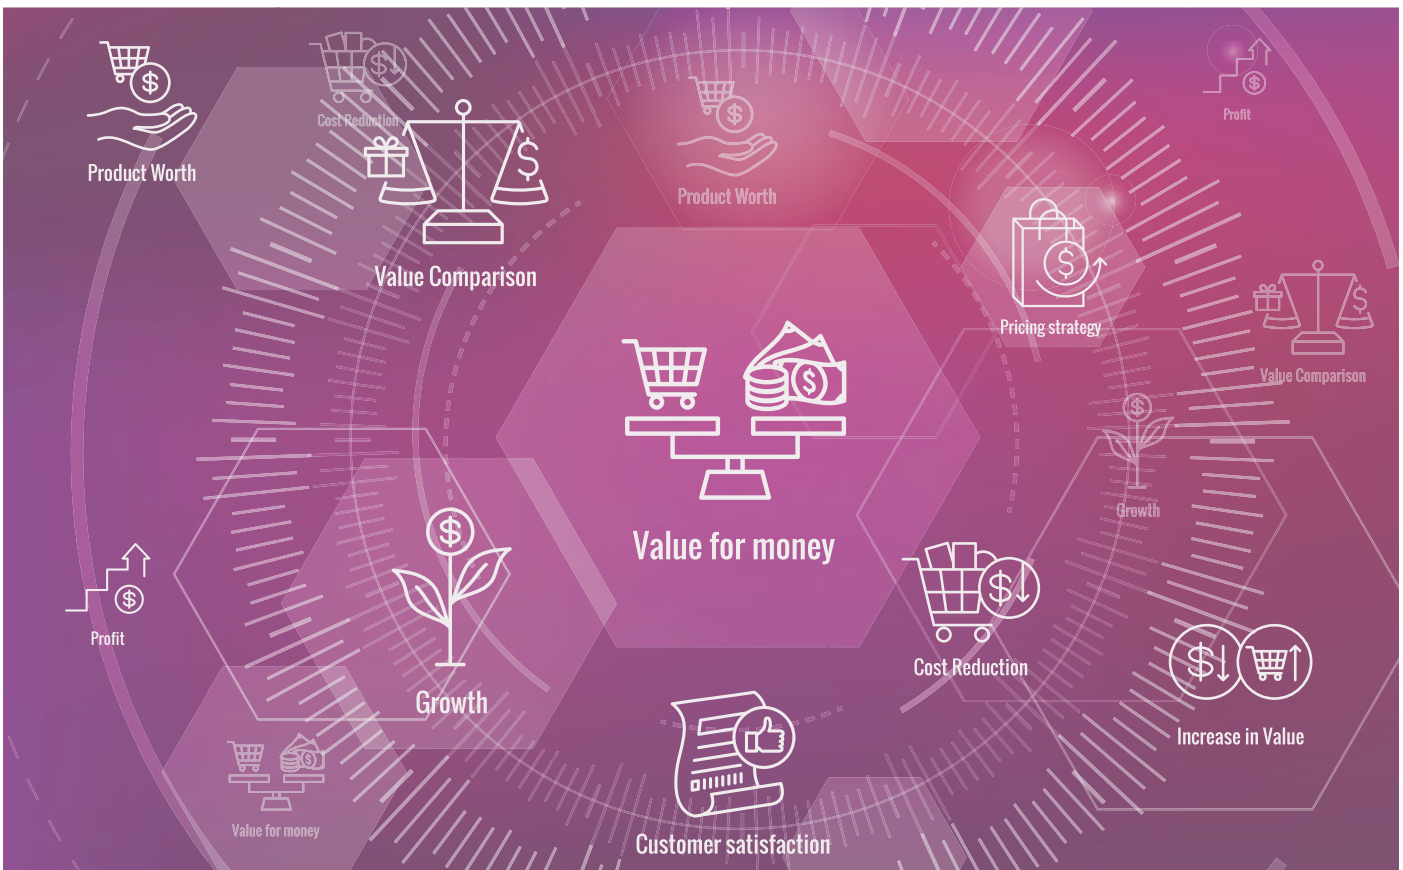 Product Worth
Cost Reduction
Product Worth
Profit
Value Comparison
Pricing strategy
Value Comparison
Growth
Value for money
Profit
Cost Reduction
Growth
Increase in Value
Value for money
Customer satisfaction